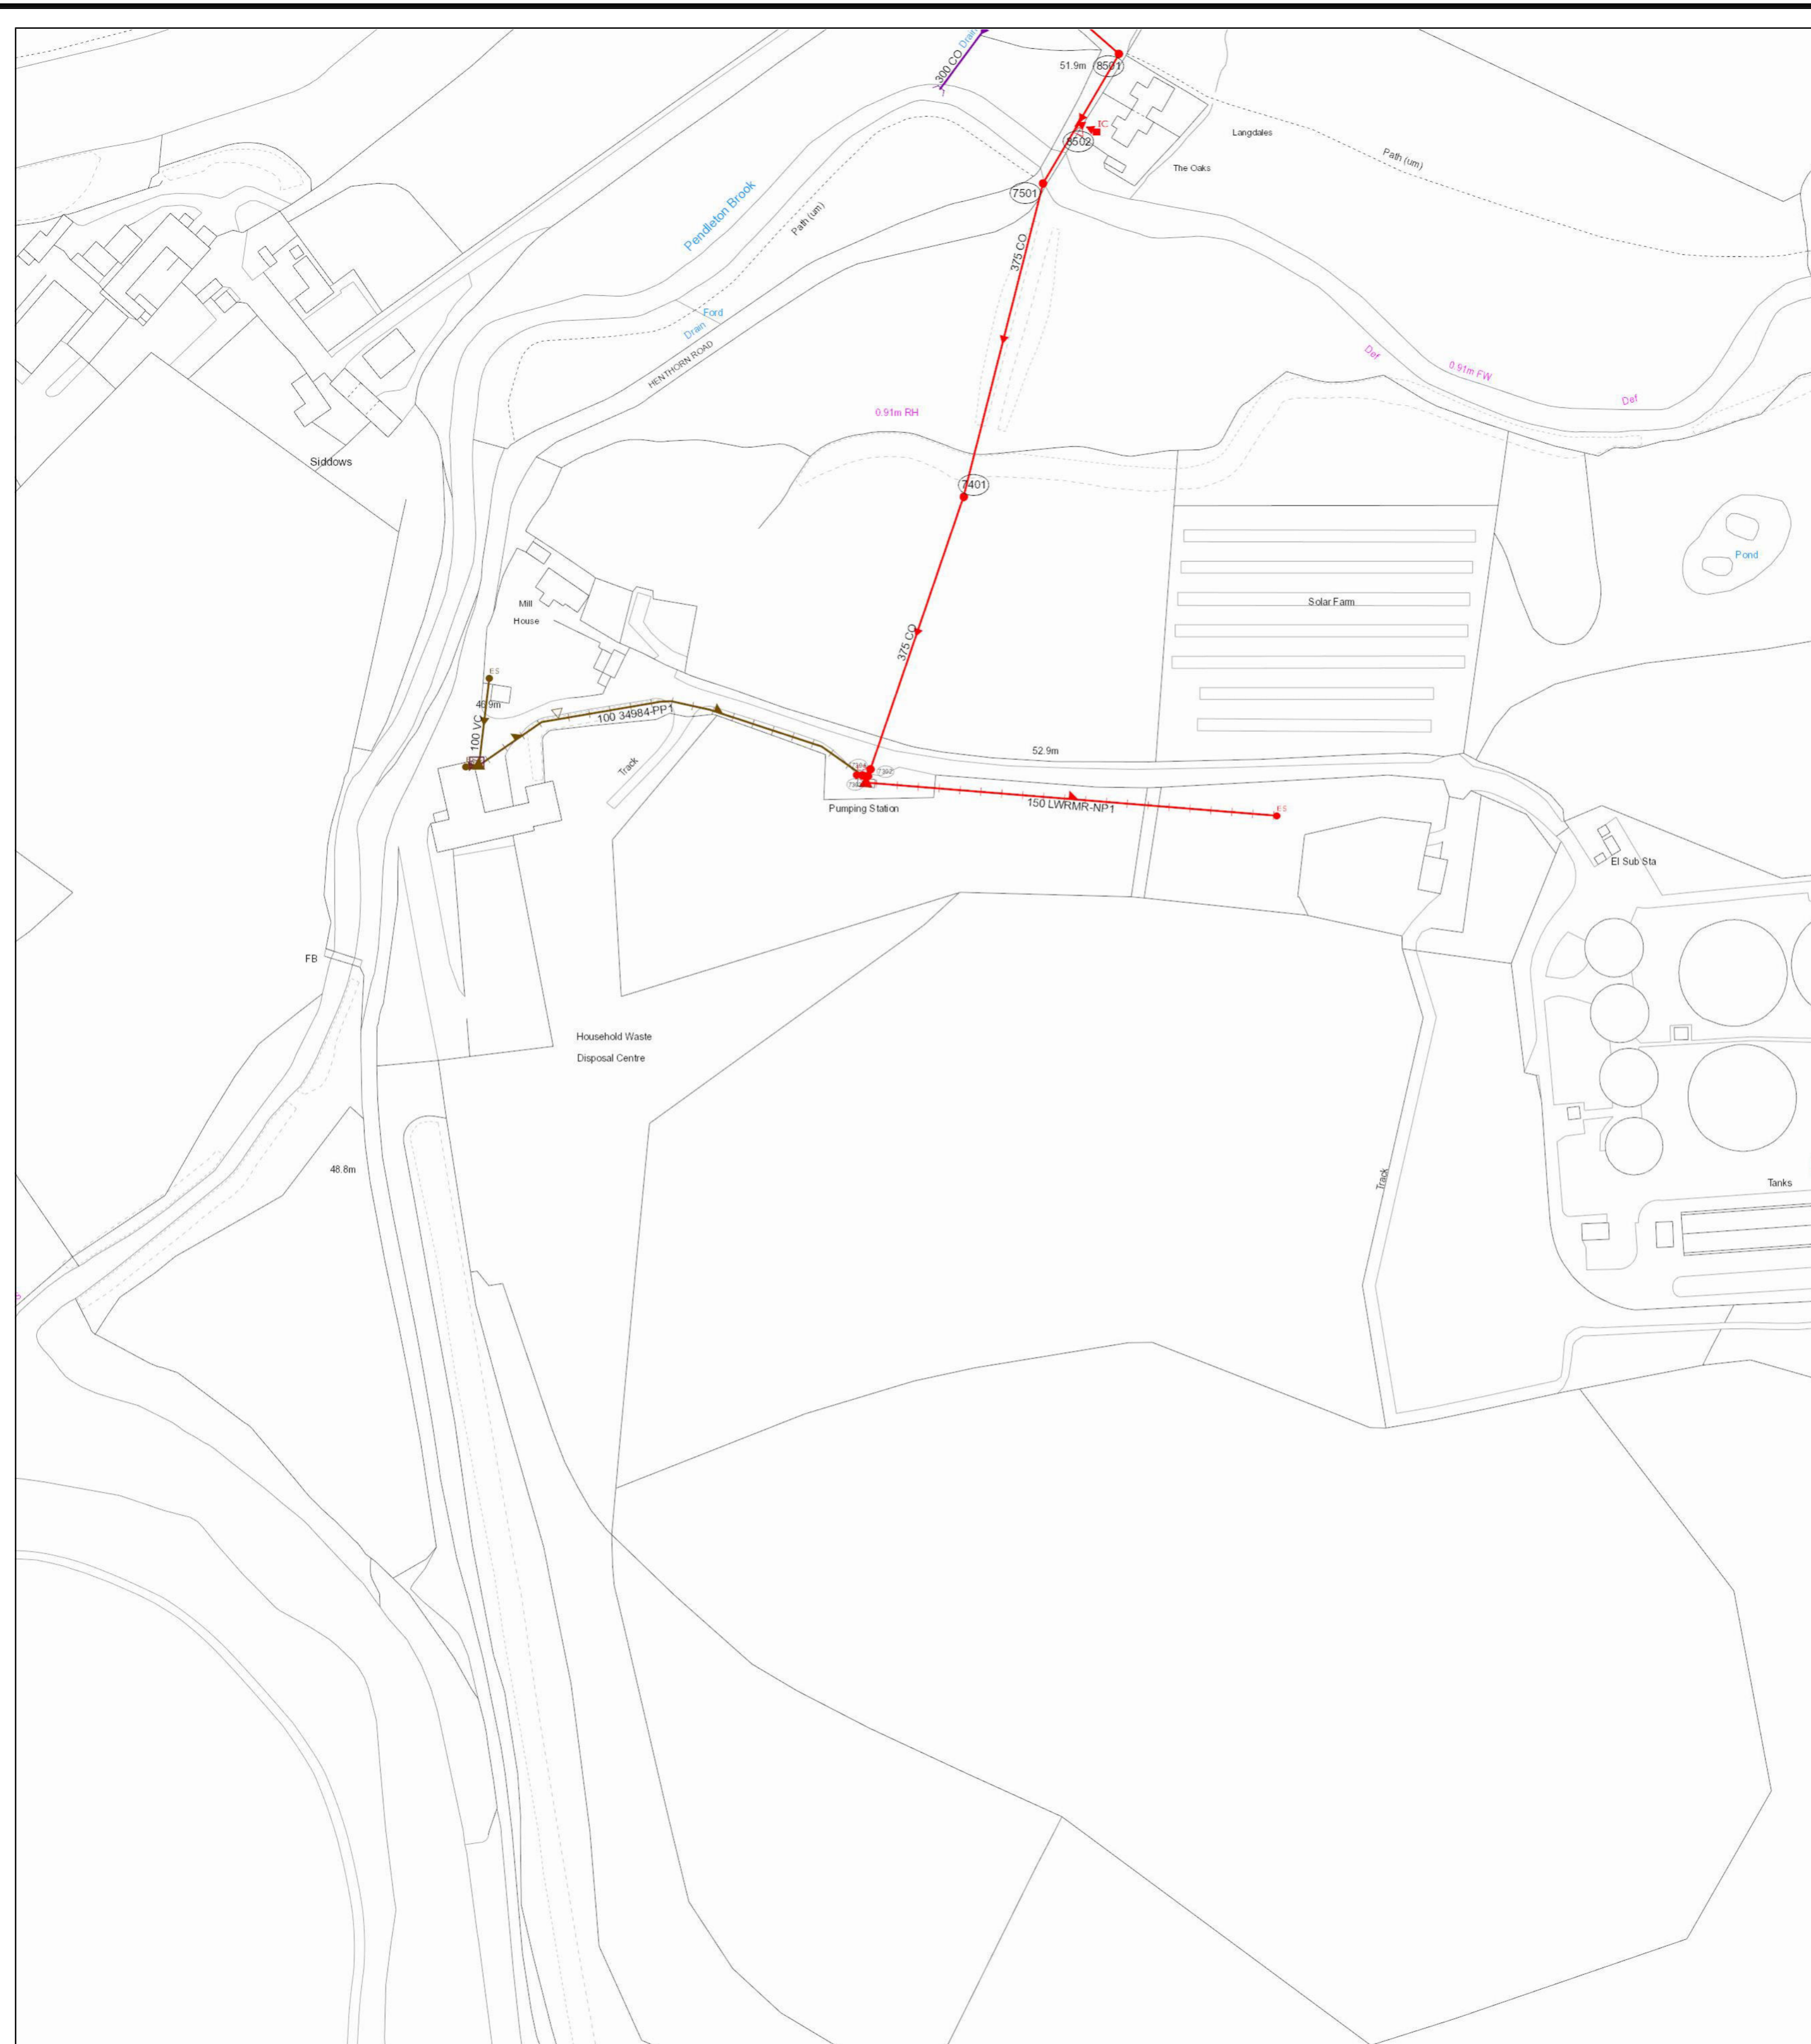 300 CO
Drain
51.9m
8501
IC
8502
Langdales
The Oaks
Path (um)
7501
Pendleton Brook
Path (um)
375 CO
Ford
Drain
HENTHORN ROAD
Def
0.91m FW
Def
0.91m RH
Siddows
7401
Pond
Solar Farm
Mill
House
375 CO
ES
46.9m
100 VC
100 34984-PP1
Track
52.9m
7302
Pumping Station
150 LWRMR-NP1
ES
El Sub Sta
FB
Household Waste
Disposal Centre
48.8m
Track
Tanks